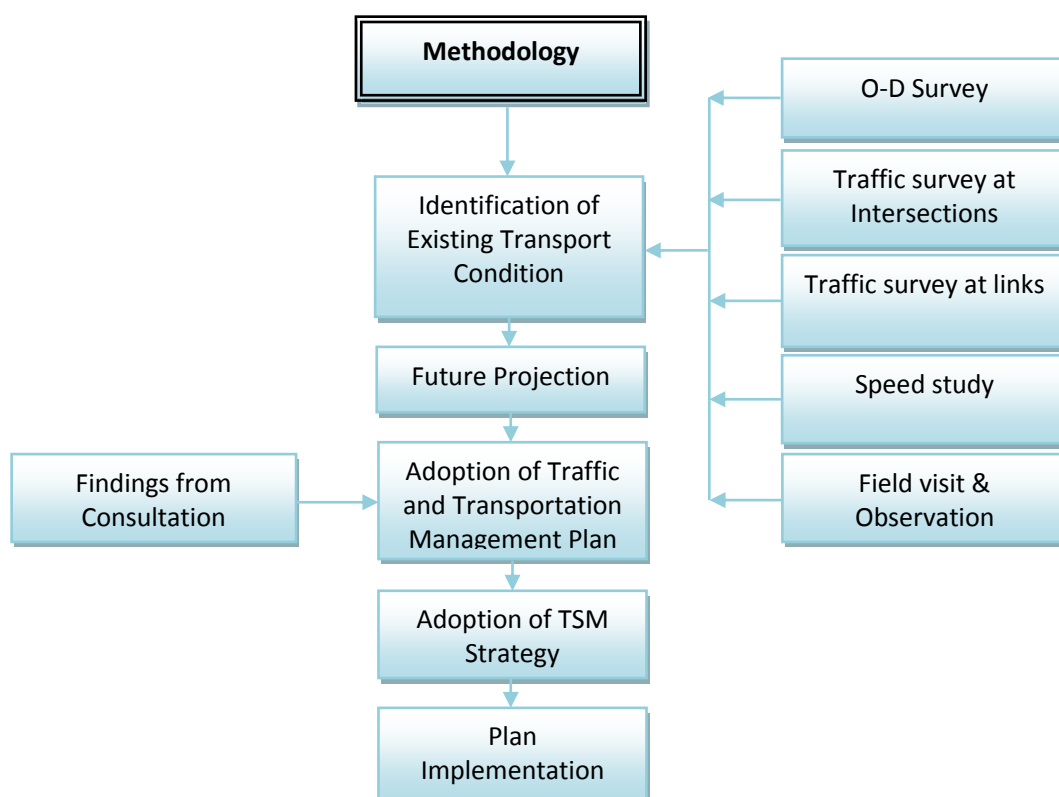 Methodology
O-D Survey
Traffic survey at
Intersections
Identification of
Existing Transport
Condition
Traffic survey at links
Future Projection
Speed study
Findings from
Consultation
Adoption of Traffic
and Transportation
Management Plan
Field visit &
Observation
Adoption of TSM
Strategy
Plan
Implementation